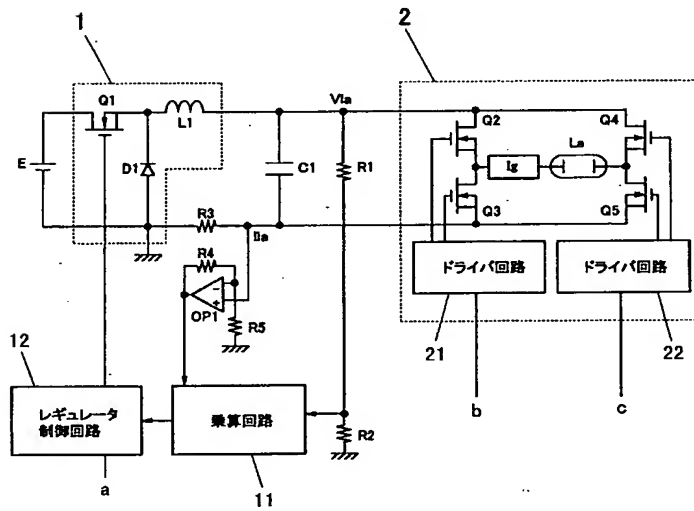 1
2
Q1
L1
D1
E
C1
Vla
R1
Q2
Q4
Ig
La
Q3
Q5
R3
Ila
R4
OP1
-
+
R5
ドライバ回路
ドライバ回路
21
22
12
レギュレータ
制御回路
乗算回路
R2
a
11
b
c